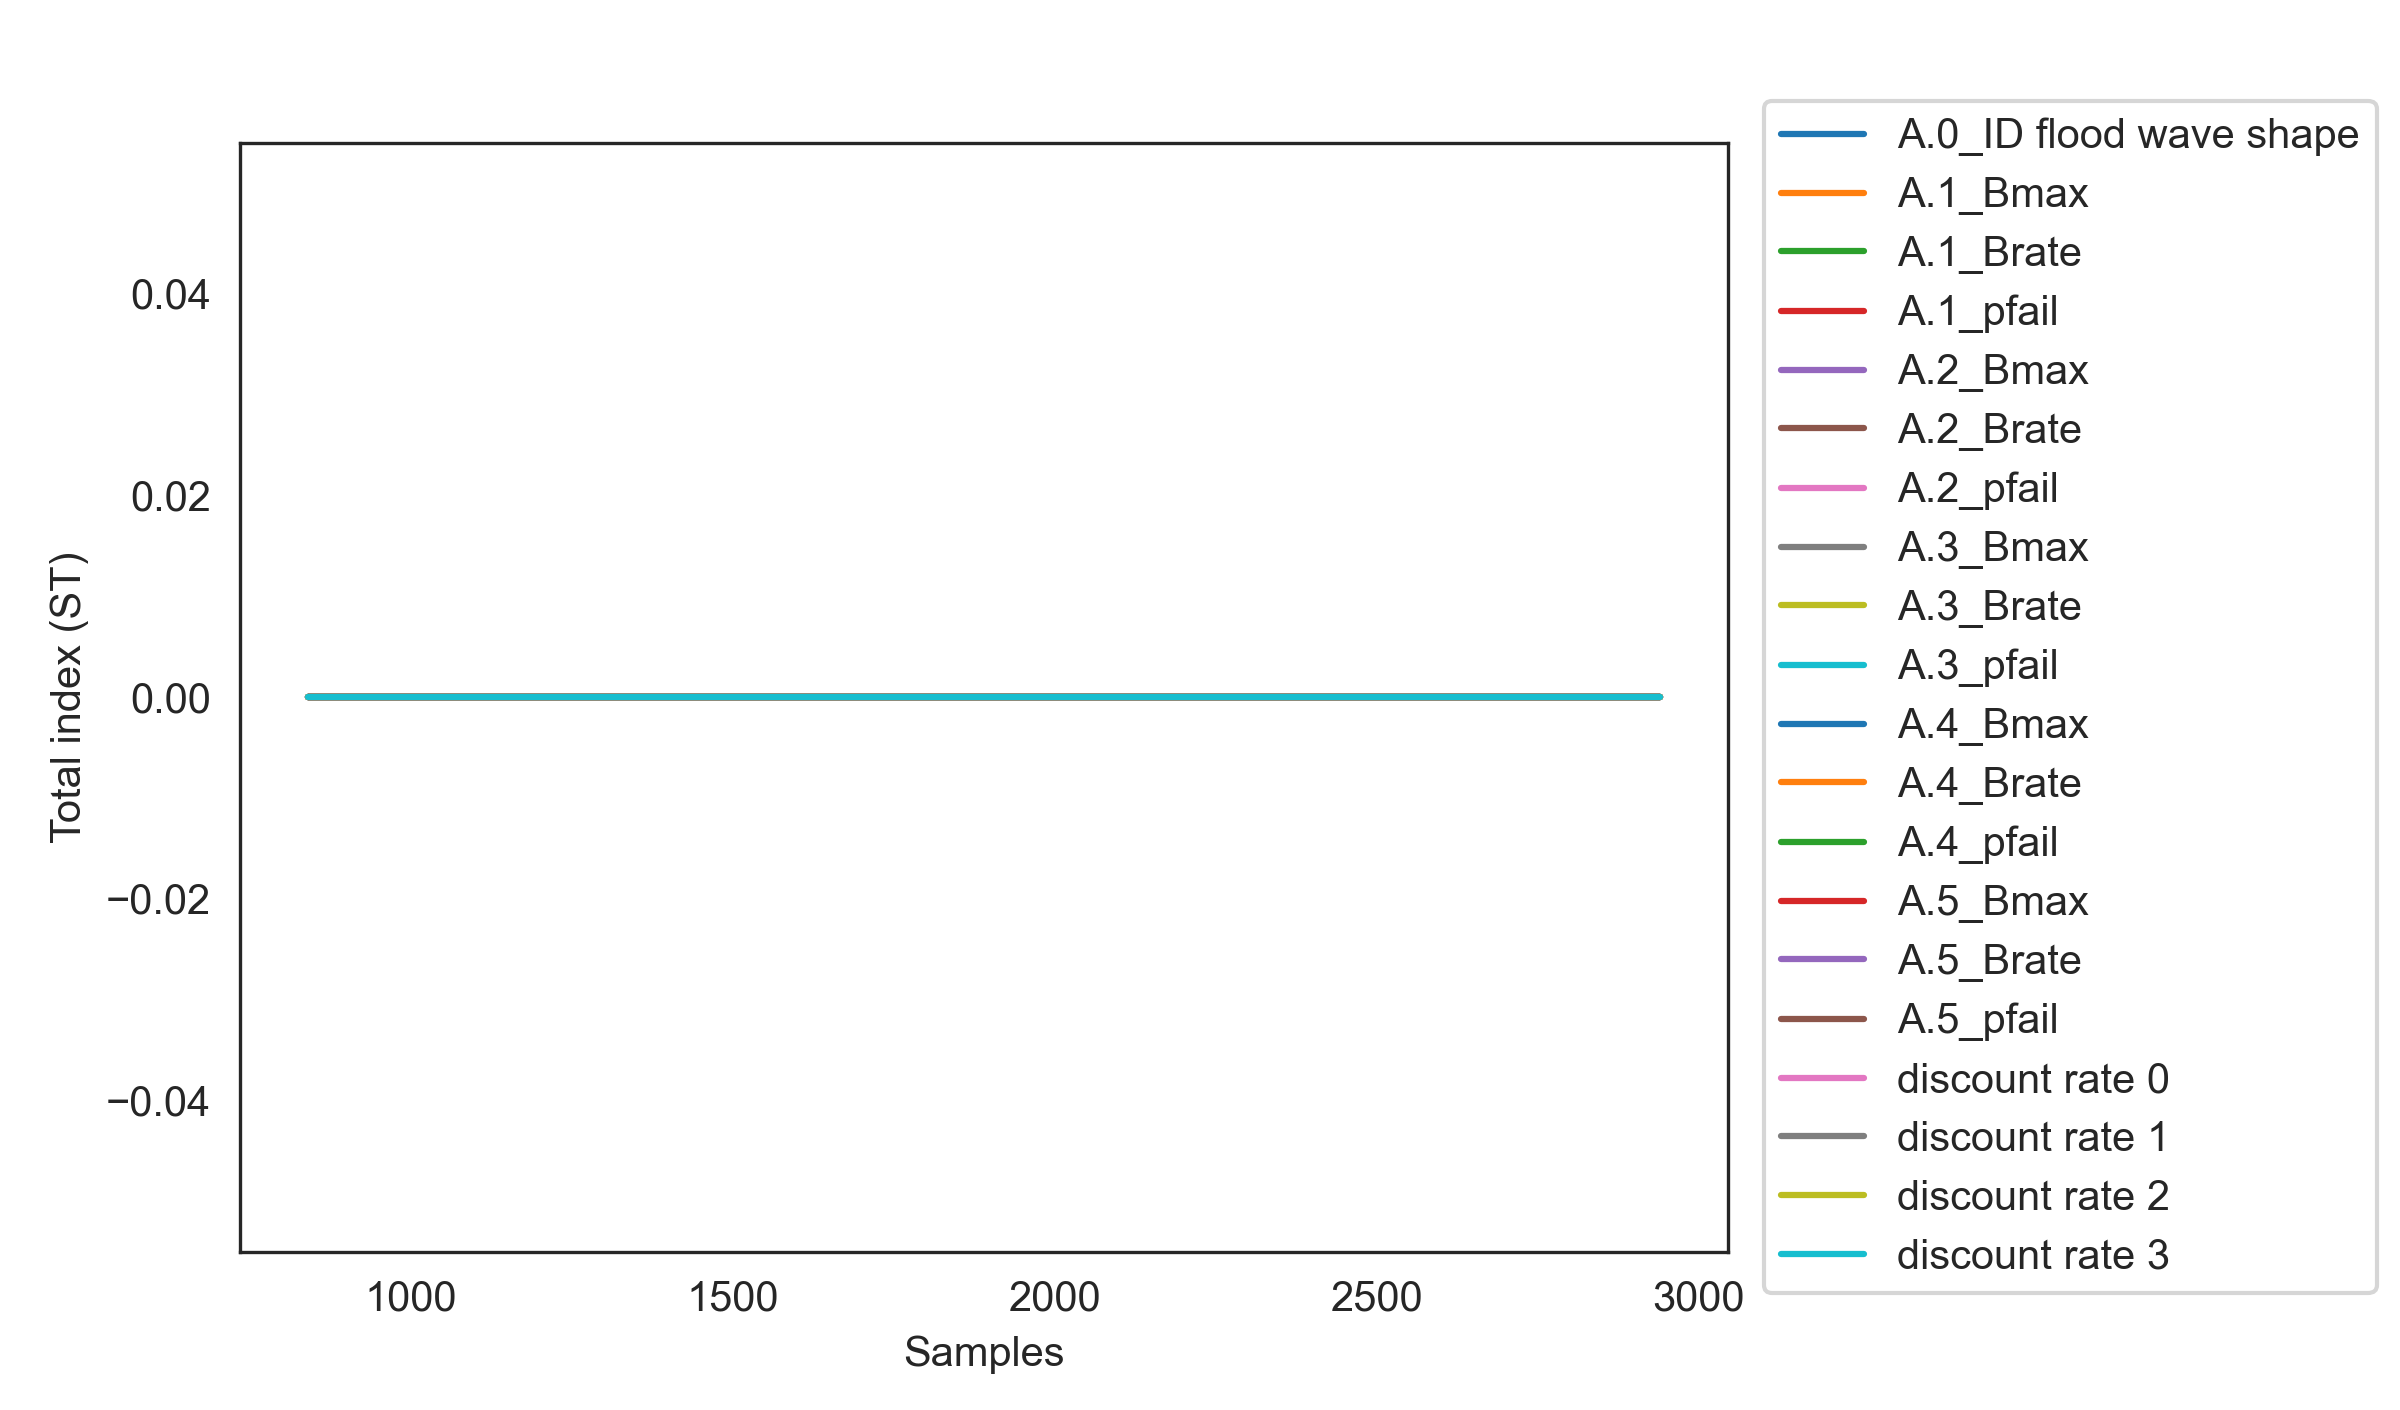 0.04
0.02
0.00
−0.02
−0.04
Total index (ST)
1000 1500 2000 2500 3000
Samples
A.0_ID flood wave shape
A.1_Bmax
A.1_Brate
A.1_pfail
A.2_Bmax
A.2_Brate
A.2_pfail
A.3_Bmax
A.3_Brate
A.3_pfail
A.4_Bmax
A.4_Brate
A.4_pfail
A.5_Bmax
A.5_Brate
A.5_pfail
discount rate 0
discount rate 1
discount rate 2
discount rate 3